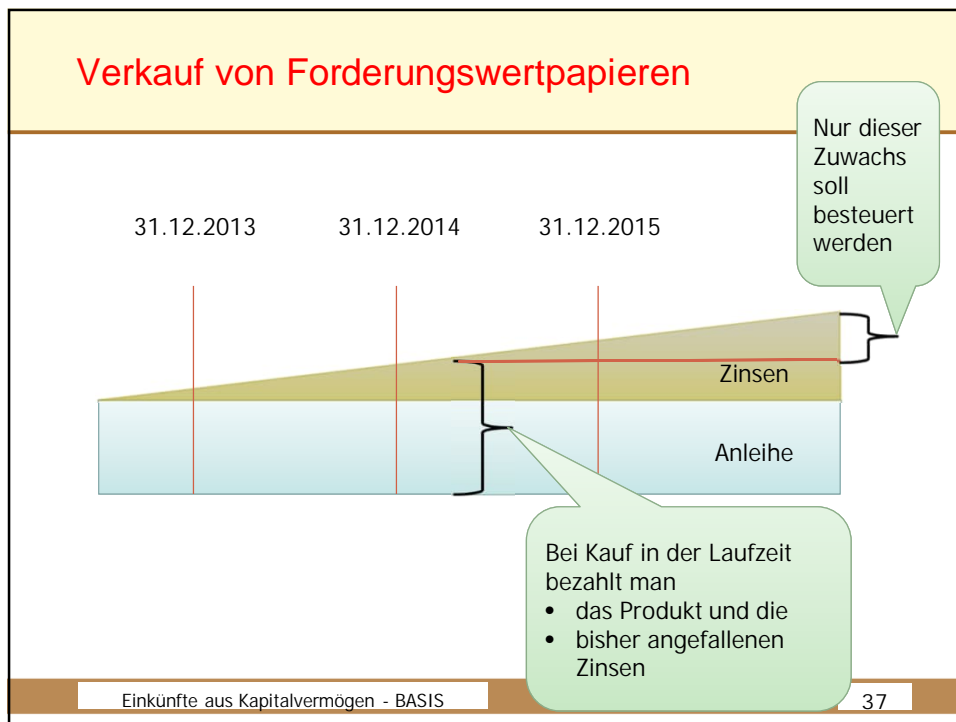 Verkauf von Forderungswertpapieren
Nur dieser
Zuwachs
soll
besteuert
werden
31.12.2013
31.12.2014
31.12.2015
Zinsen
Anleihe
Bei Kauf in der Laufzeit
bezahlt man
• das Produkt und die
• bisher angefallenen
Zinsen
Einkünfte aus Kapitalvermögen - BASIS
37